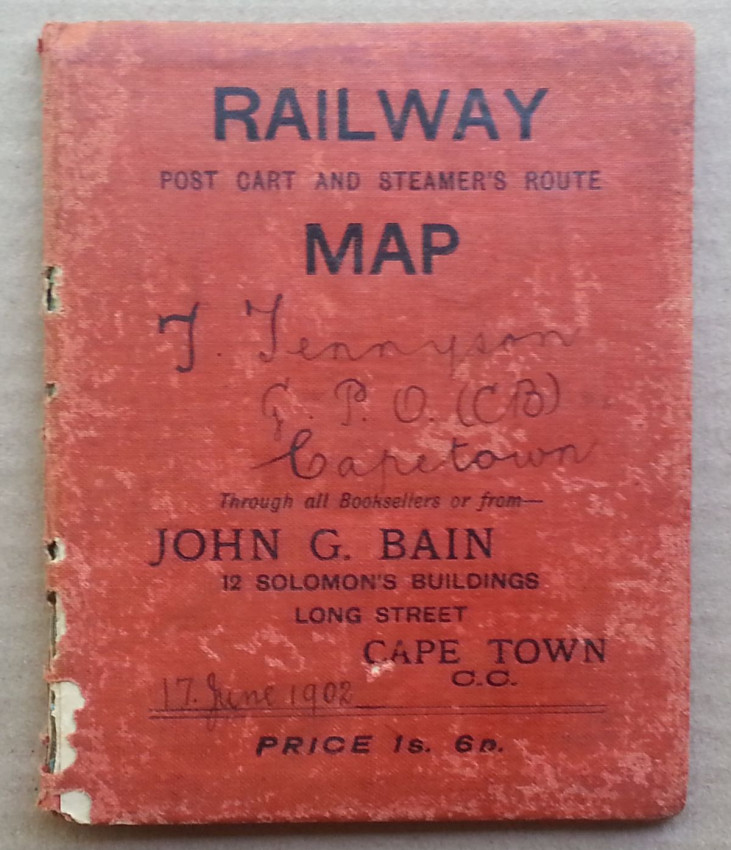 RAILWAY
POST CART AND STEAMER'S ROUTE
MAP
T. Tennyson
G. P. O. (CB)
Capetown
Through all Booksellers or from—
JOHN G. BAIN
12 SOLOMON'S BUILDINGS
LONG STREET
CAPE TOWN
C.C.
17. June 1902
PRICE 1s. 6D.